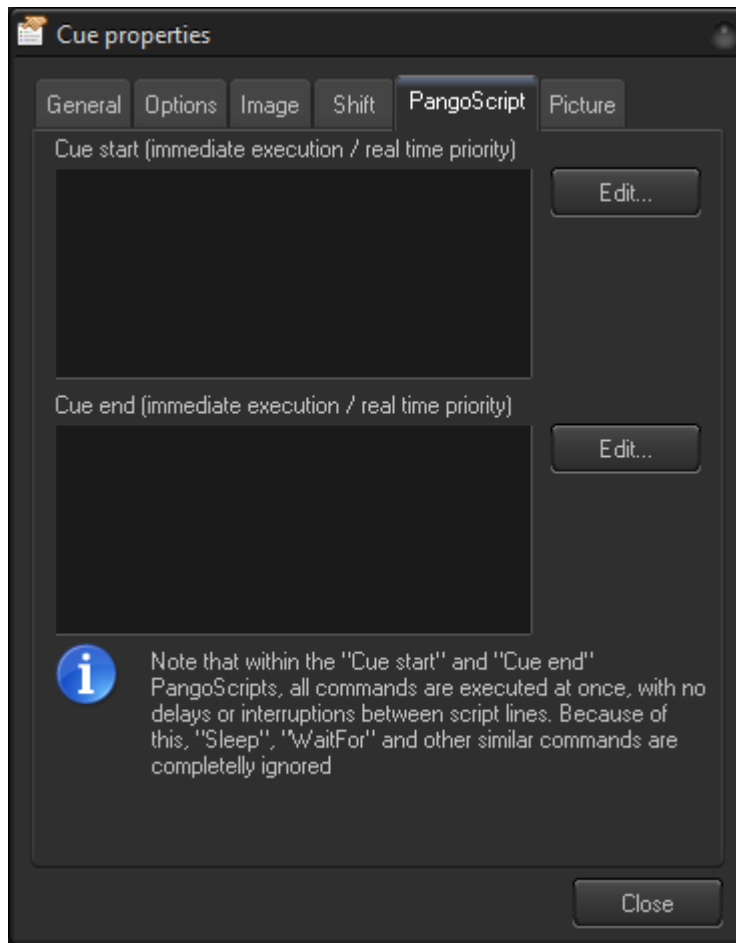 Cue properties
General Options Image Shift PangoScript Picture
Cue start (immediate execution / real time priority)
Edit...
Cue end (immediate execution / real time priority)
Edit...
Note that within the "Cue start" and "Cue end"
PangoScripts, all commands are executed at once, with no
delays or interruptions between script lines. Because of
this, "Sleep", "WaitFor" and other similar commands are
completelly ignored
Close